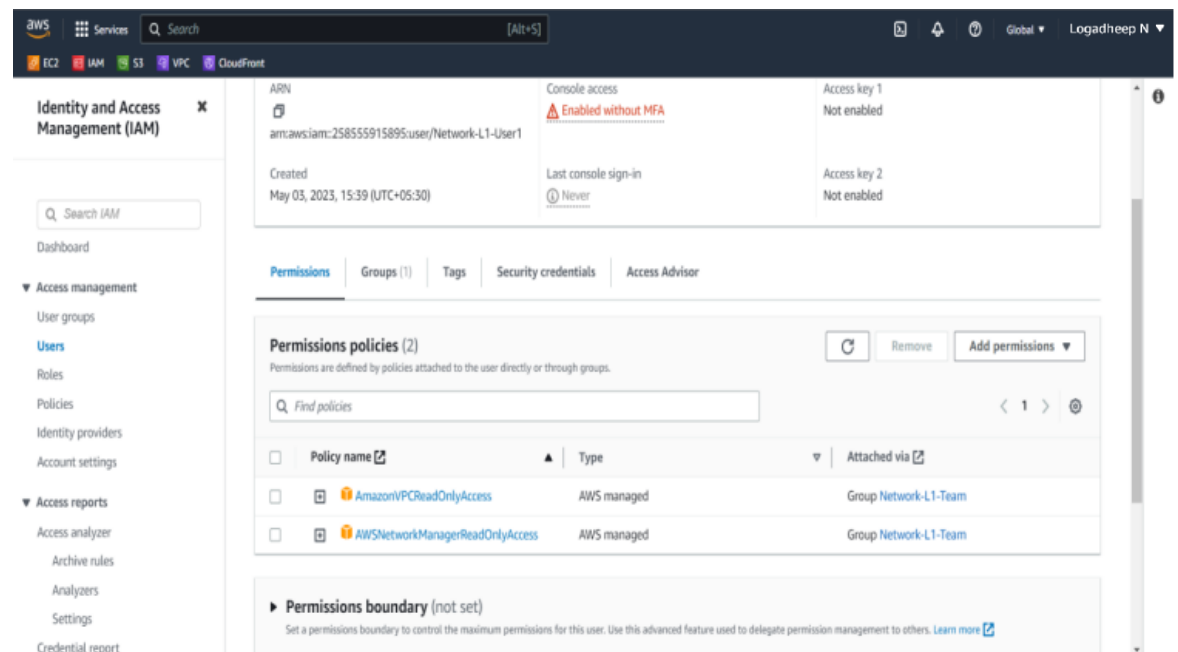 aws
Services
Search
[Alt+S]
Global ▼
Logadheep N ▼
EC2
IAM
S3
VPC
CloudFront
Identity and Access
Management (IAM)
Search IAM
Dashboard
Access management
User groups
Users
Roles
Policies
Identity providers
Account settings
Access reports
Access analyzer
Archive rules
Analyzers
Settings
Credential report
ARN
arn:aws:iam::258555915895:user/Network-L1-User1
Console access
Enabled without MFA
Access key 1
Not enabled
Created
May 03, 2023, 15:39 (UTC+05:30)
Last console sign-in
Never
Access key 2
Not enabled
Permissions
Groups (1)
Tags
Security credentials
Access Advisor
Permissions policies (2)
Permissions are defined by policies attached to the user directly or through groups.
Remove
Add permissions ▼
Find policies
1
Policy name
Type
Attached via
AmazonVPCReadOnlyAccess
AWS managed
Group Network-L1-Team
AWSNetworkManagerReadOnlyAccess
AWS managed
Group Network-L1-Team
Permissions boundary (not set)
Set a permissions boundary to control the maximum permissions for this user. Use this advanced feature used to delegate permission management to others. Learn more